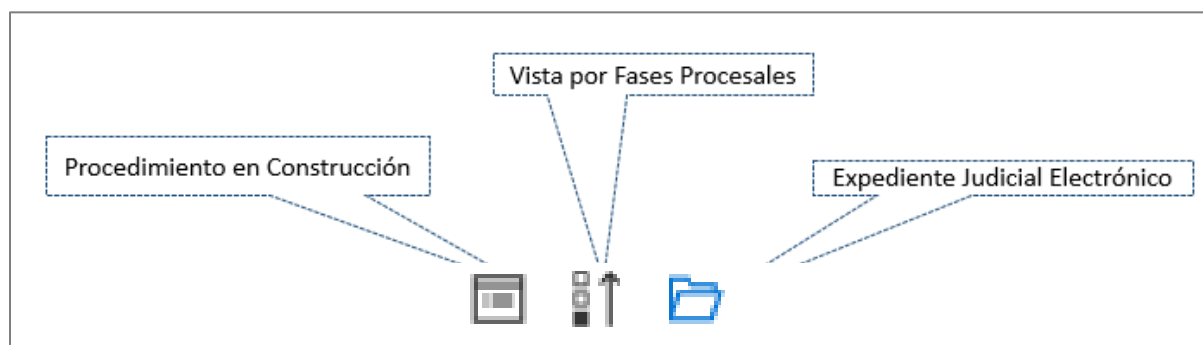 Vista por Fases Procesales
Procedimiento en Construcción
Expediente Judicial Electrónico